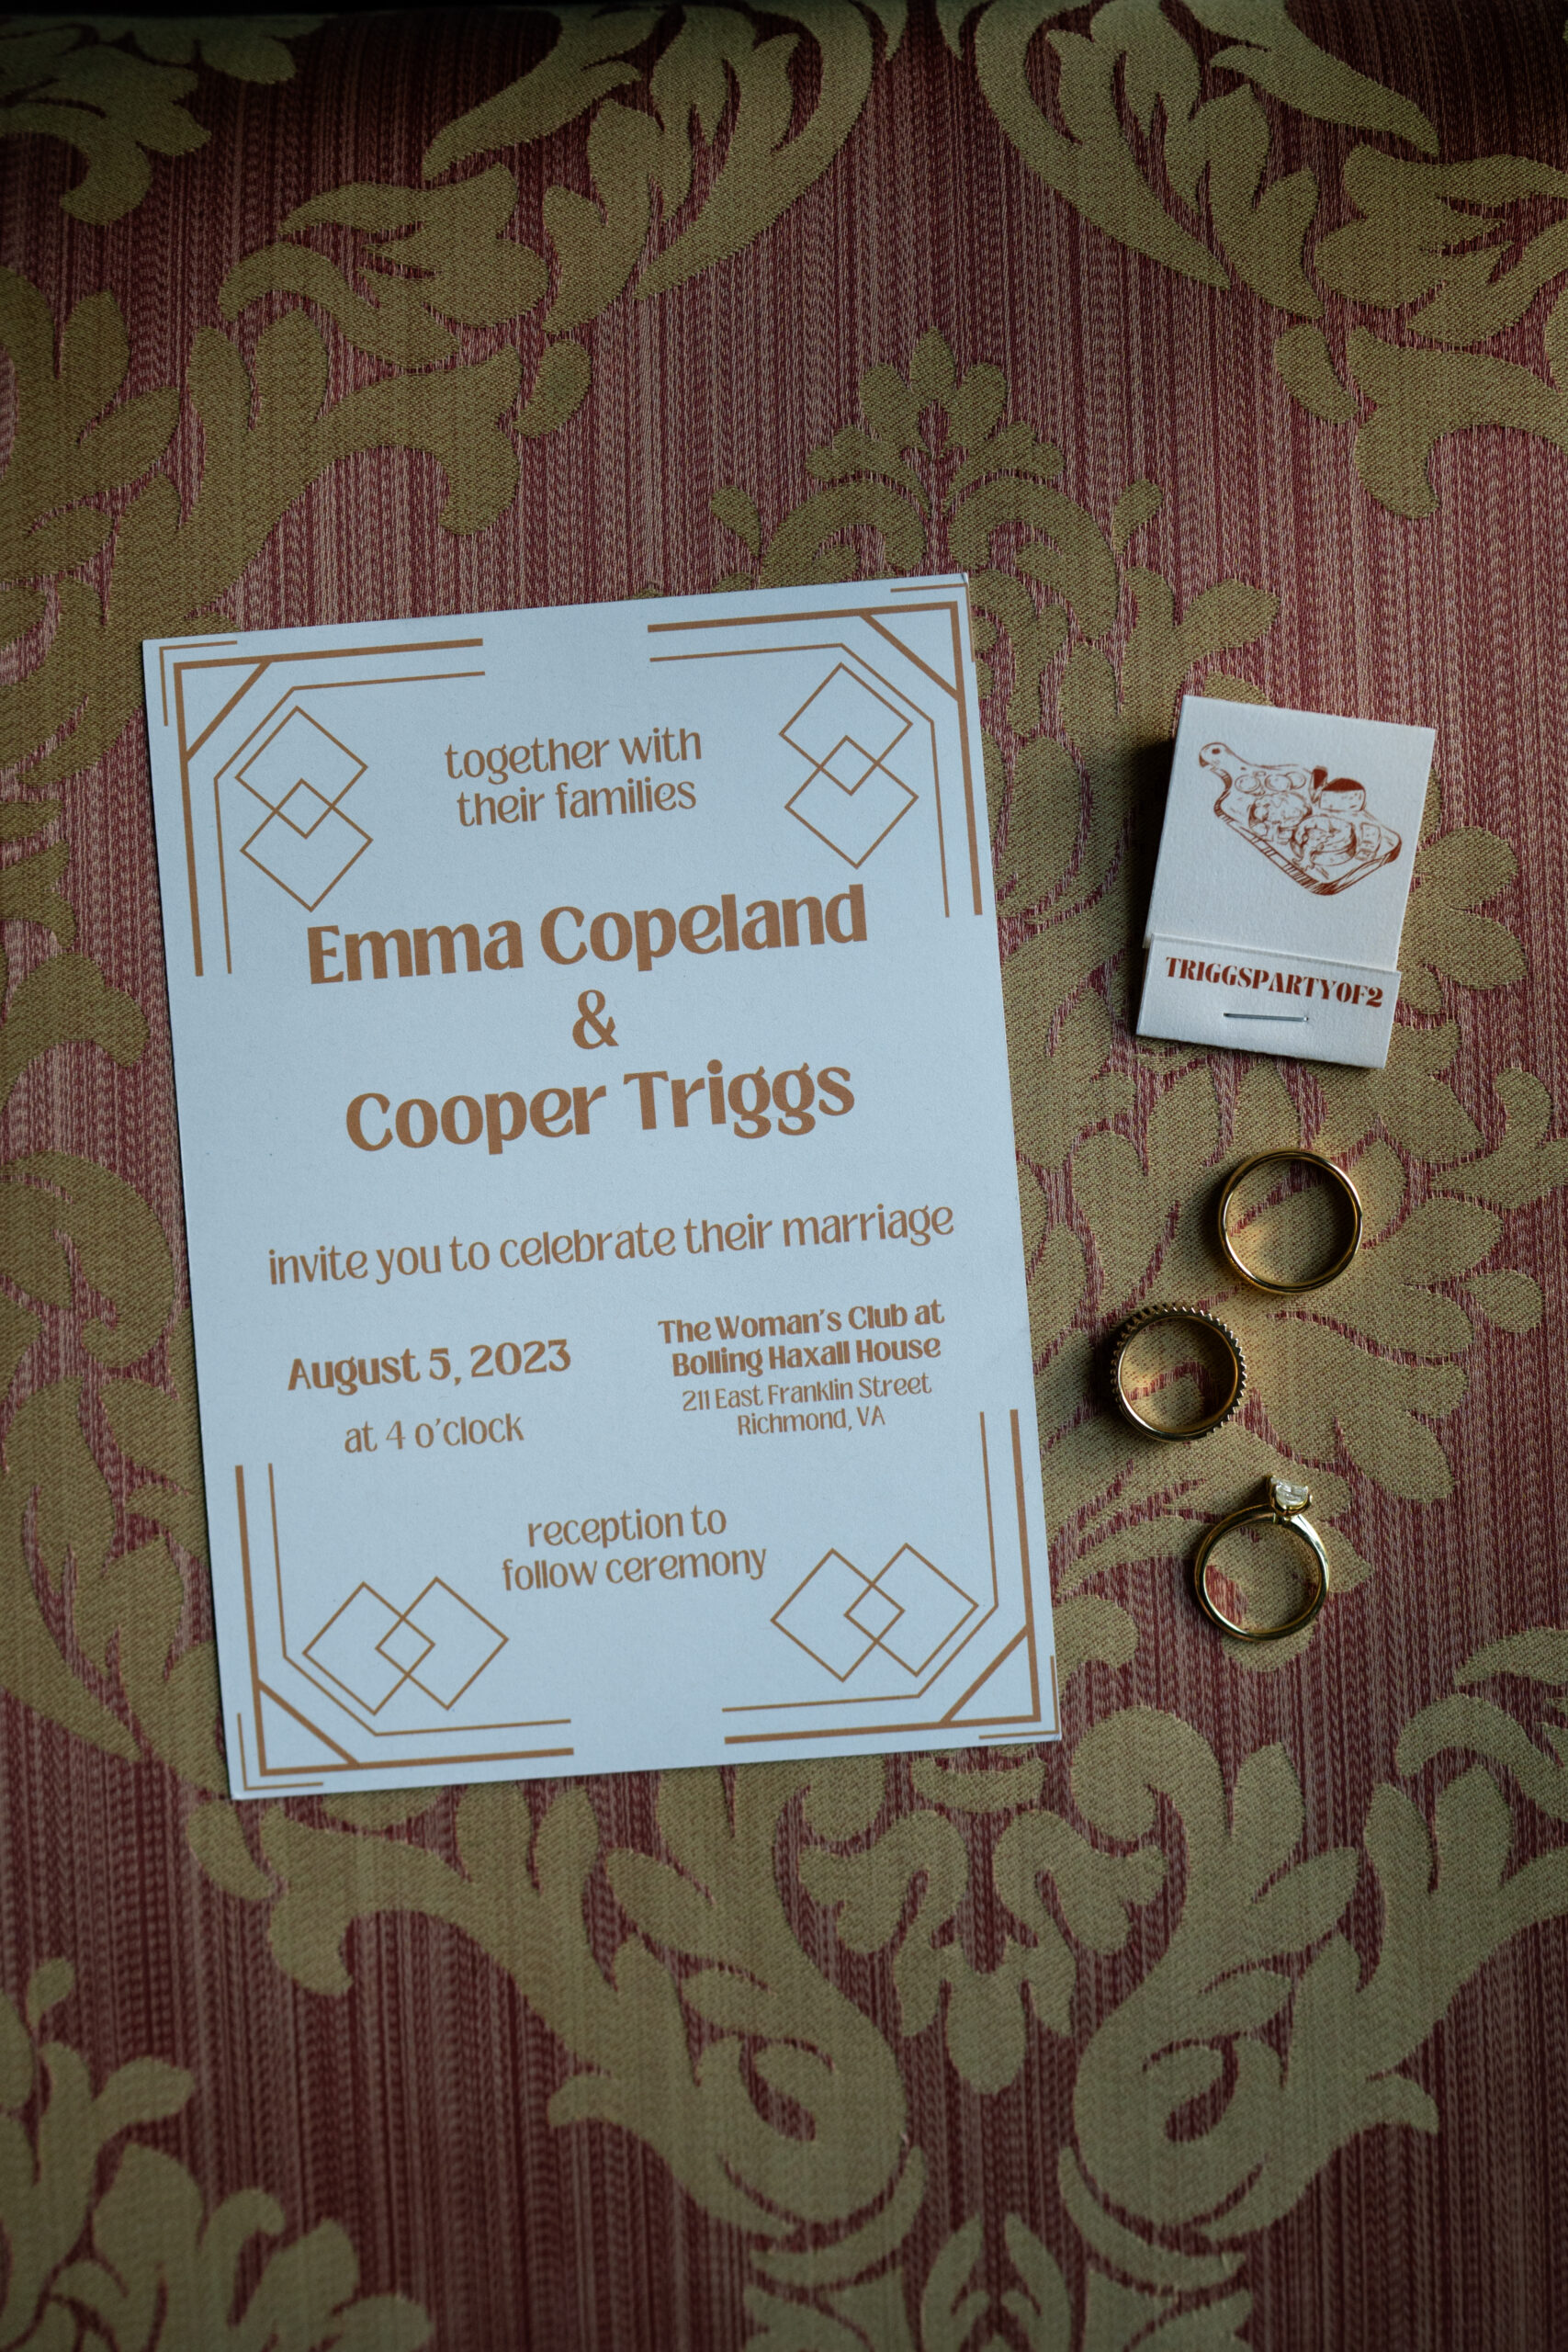 together with
their families
Emma Copeland
&
Cooper Triggs
invite you to celebrate their marriage
August 5, 2023
at 4 o'clock
The Woman's Club at
Bolling Haxall House
211 East Franklin Street
Richmond, VA
reception to
follow ceremony
TRIGGSPARTYOF2